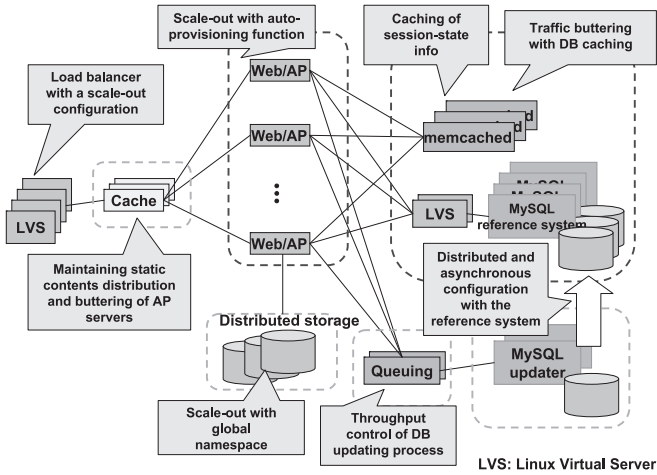 Scale-out with auto-
provisioning function
Caching of
session-state
info
Traffic buttering
with DB caching
Load balancer
with a scale-out
configuration
Web/AP
Web/AP
Web/AP
memcached
LVS
Cache
LVS
MySQL
MySQL
MySQL
reference system
Maintaining static
contents distribution
and buttering of AP
servers
Distributed and
asynchronous
configuration
with the
reference system
Distributed storage
Queuing
MySQL
updater
Scale-out with
global
namespace
Throughput
control of DB
updating process
LVS: Linux Virtual Server